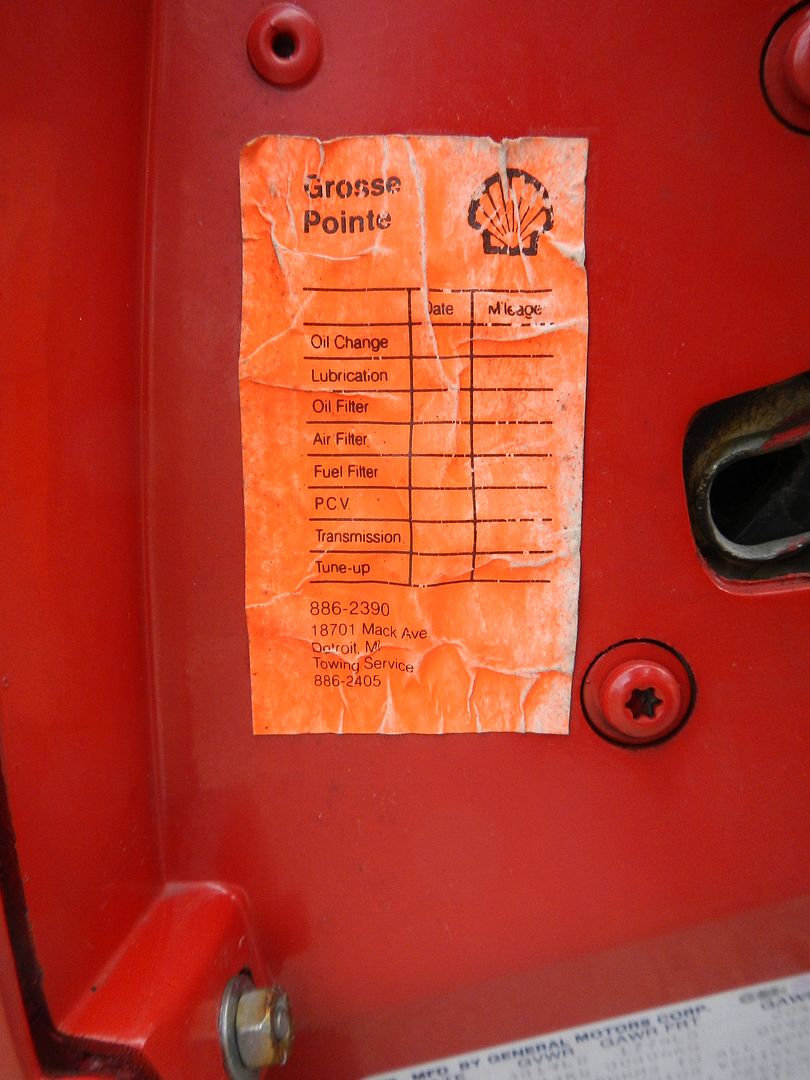 Grosse
Pointe
Date Mileage
Oil Change
Lubrication
Oil Filter
Air Filter
Fuel Filter
P.C.V.
Transmission
Tune-up
886-2390
18701 Mack Ave
Detroit, MI
Towing Service
886-2405
MFD BY GENERAL MOTORS CORP.
GVWR GAWR FRT GAWR